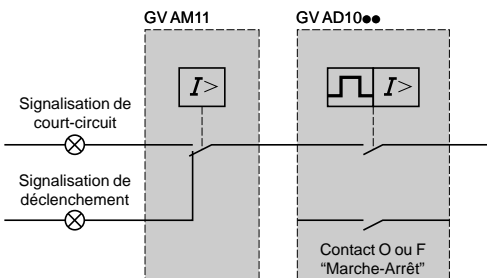 GV AM11
GV AD10●●
I>
I>
Signalisation de
court-circuit
Signalisation de
déclenchement
Contact O ou F
“Marche-Arrêt”